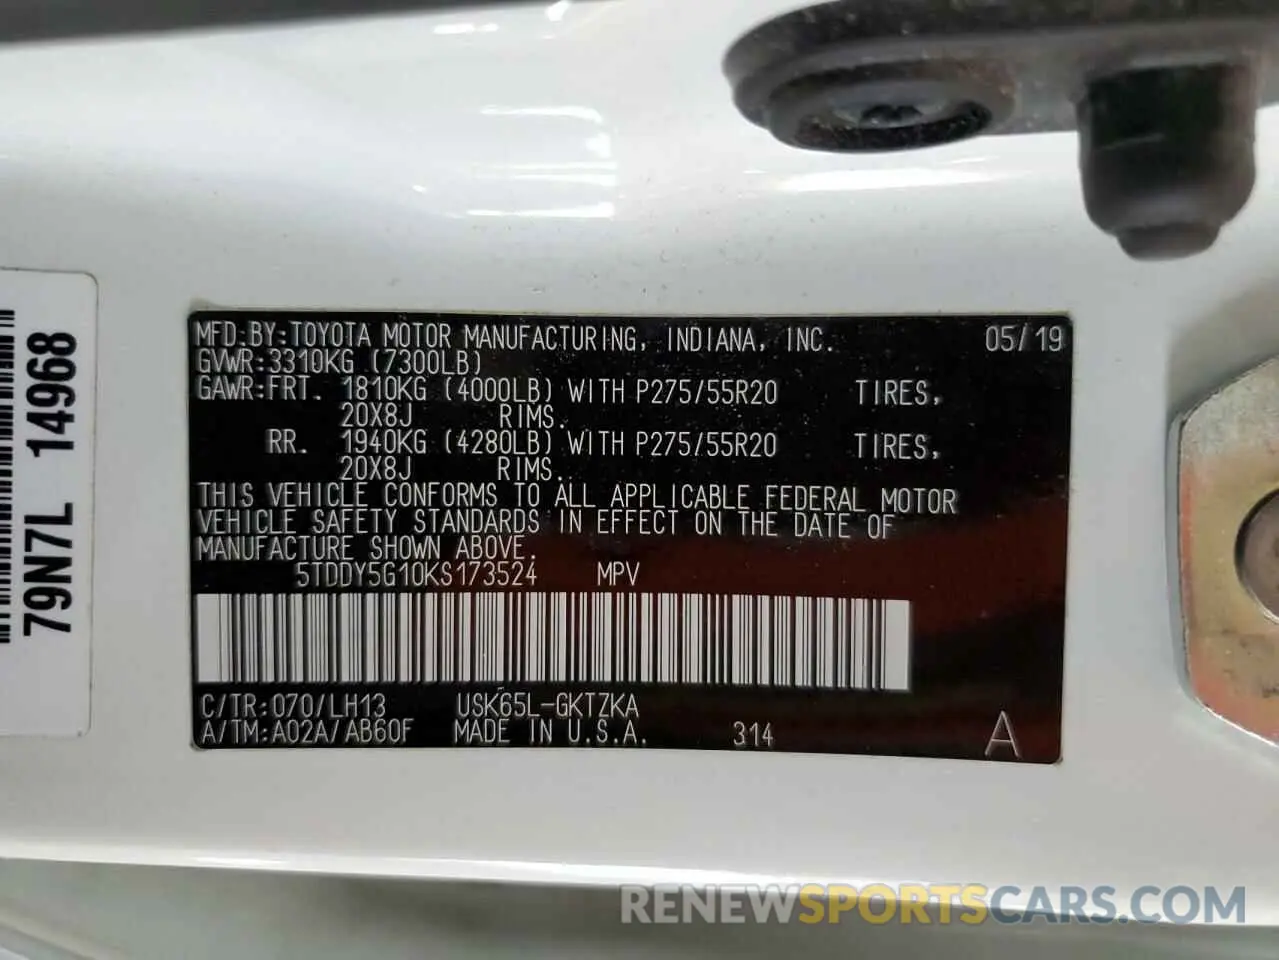 MFD.BY:TOYOTA MOTOR MANUFACTURING, INDIANA, INC. 05/19
GVWR:3310KG (7300LB)
GAWR:FRT. 1810KG (4000LB) WITH P275/55R20 TIRES,
20X8J RIMS.
RR. 1940KG (4280LB) WITH P275/55R20 TIRES,
20X8J RIMS.
THIS VEHICLE CONFORMS TO ALL APPLICABLE FEDERAL MOTOR
VEHICLE SAFETY STANDARDS IN EFFECT ON THE DATE OF
MANUFACTURE SHOWN ABOVE.
5TDDY5G10KS173524 MPV
C/TR:070/LH13 USK65L-GKTZKA
A/TM:A02A/AB60F MADE IN U.S.A. 314 A
79N7L 14968
RENEWSPORTSCARS.COM